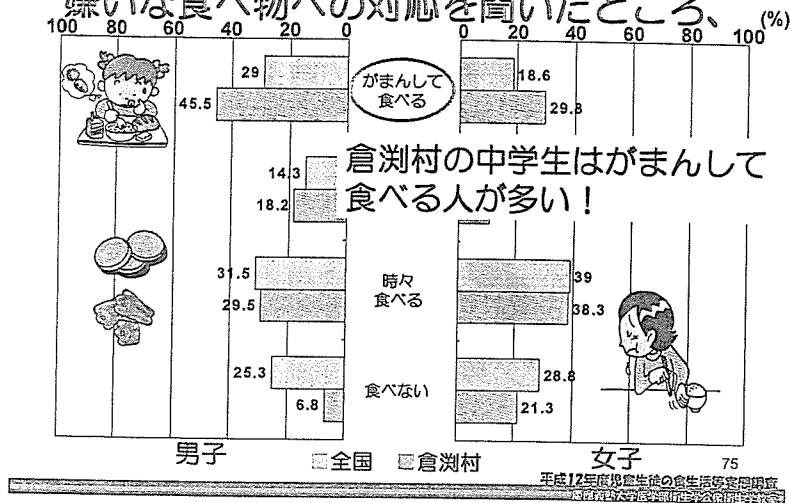 嫌いな食べ物への対応を聞いたところ、
100 80 60 40 20 0
0 20 40 60 80 100 (%)
29
がまんして
食べる
18.6
45.5
29.8
14.3
倉渕村の中学生はがまんして
食べる人が多い！
18.2
31.5
時々
食べる
39
29.5
38.3
25.3
食べない
28.8
6.8
21.3
男子
全国 倉渕村
女子
75
平成12年度児童生徒の食生活等実態調査